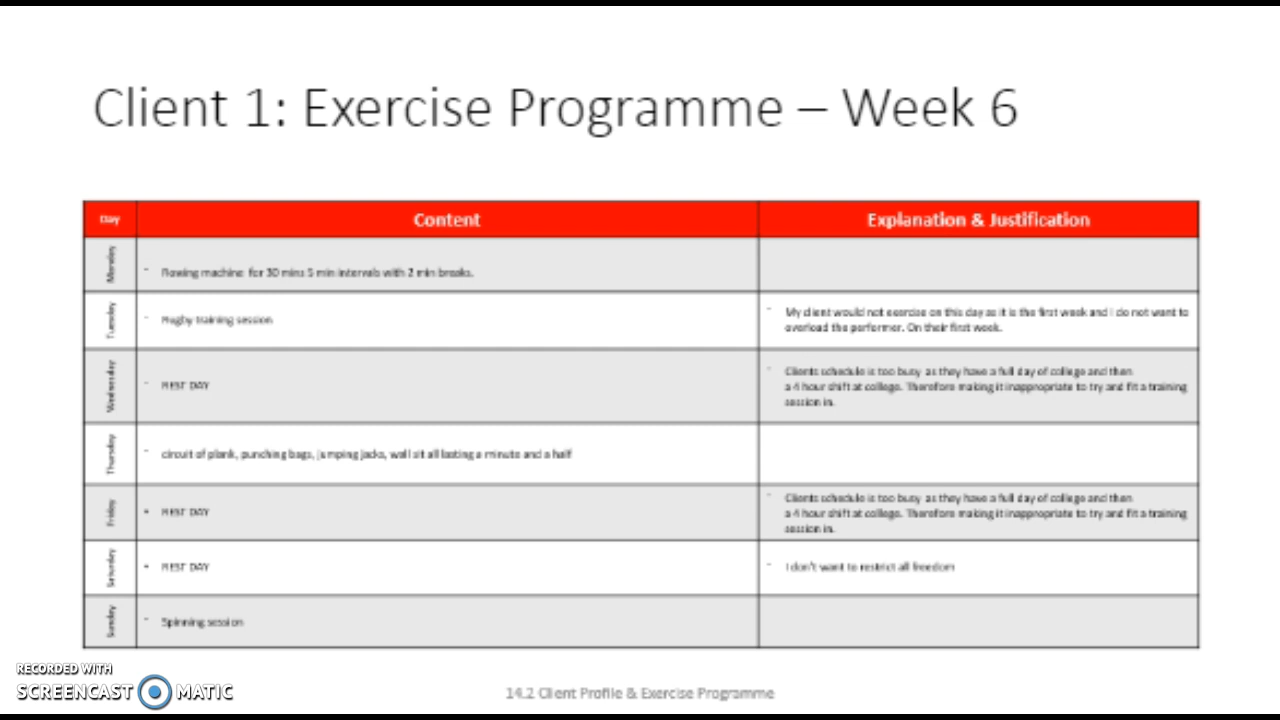 Client 1: Exercise Programme – Week 6
Day Content Explanation & Justification
Monday
- Rowing machine for 30 mins 5 min intervals with 2 min breaks.
Tuesday
- Rugby training session
- My client would not exercise on this day as it is the first week and I do not want to
overload the performer. On their first week.
Wednesday
- REST DAY
- Clients schedule is too busy as they have a full day of college and then
a 4 hour shift at college. Therefore making it inappropriate to try and fit a training
session in.
Thursday
- circuit of plank, punching bags, jumping jacks, wall sit all lasting a minute and a half
Friday
• REST DAY
- Clients schedule is too busy as they have a full day of college and then
a 4 hour shift at college. Therefore making it inappropriate to try and fit a training
session in.
Saturday
• REST DAY
- I don't want to restrict all freedom
Sunday
- Spinning session
RECORDED WITH
SCREENCAST MATIC
14.2 Client Profile & Exercise Programme